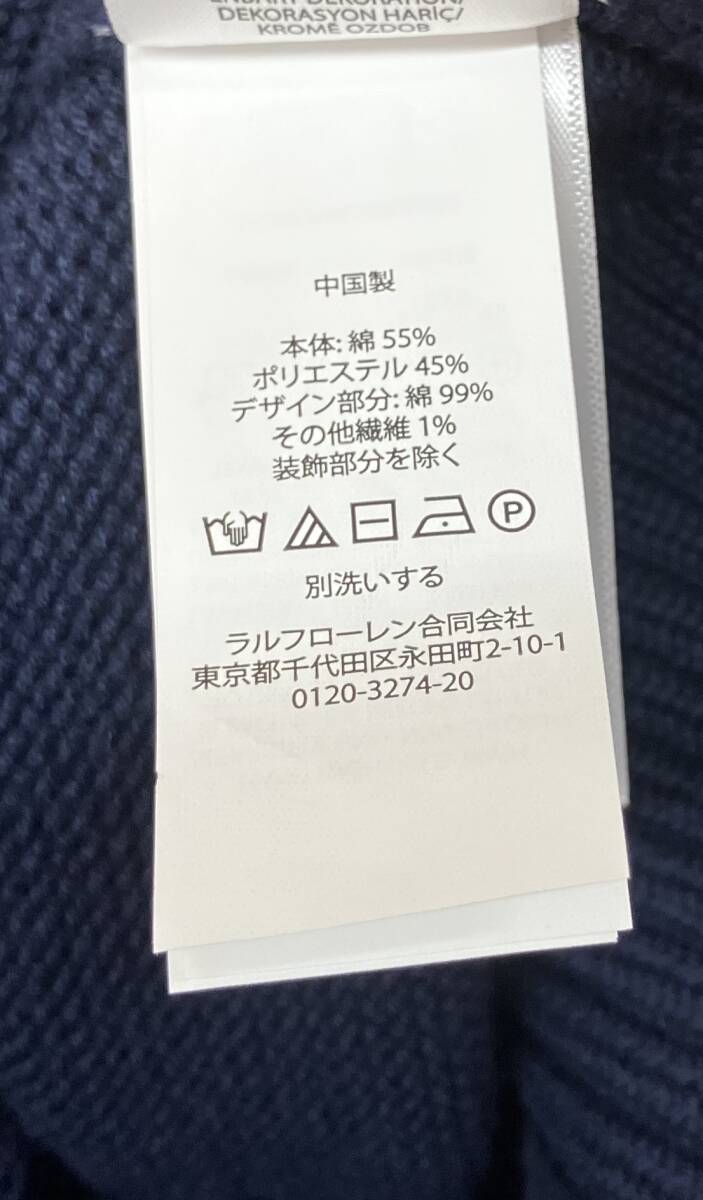 ENBART DEKORATION/
DEKORASYON HARİÇ/
KROMĚ OZDOB
中国製
本体: 綿 55%
ポリエステル 45%
デザイン部分: 綿 99%
その他繊維 1%
装飾部分を除く
P
別洗いする
ラルフローレン合同会社
東京都千代田区永田町2-10-1
0120-3274-20